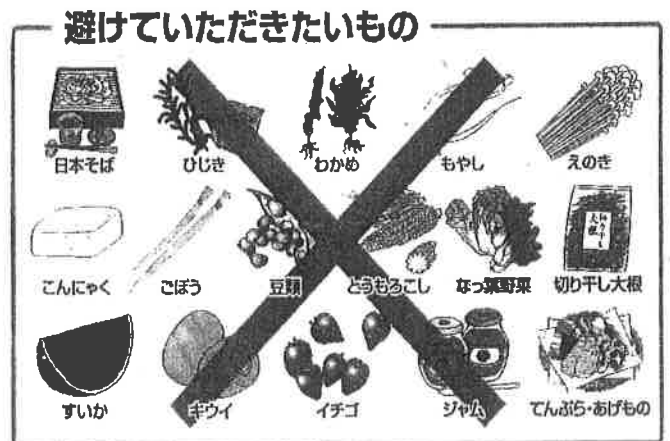 避けていただきたいもの
日本そば ひじき わかめ もやし えのき
こんにゃく ごぼう 豆類 とうもろこし なっ葉野菜 切り干し大根
すいか キウイ イチゴ ジャム てんぷら・あげもの